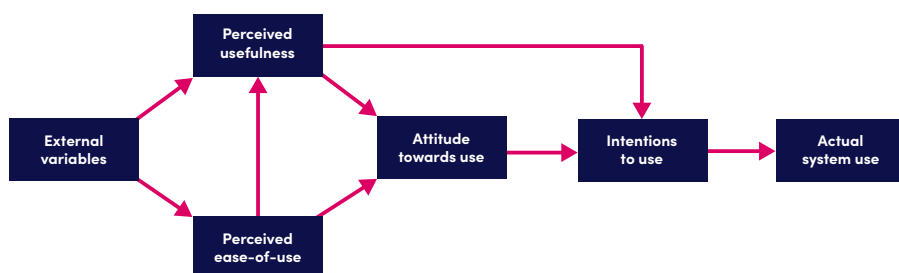 Perceived
usefulness
External
variables
Attitude
towards use
Intentions
to use
Actual
system use
Perceived
ease-of-use